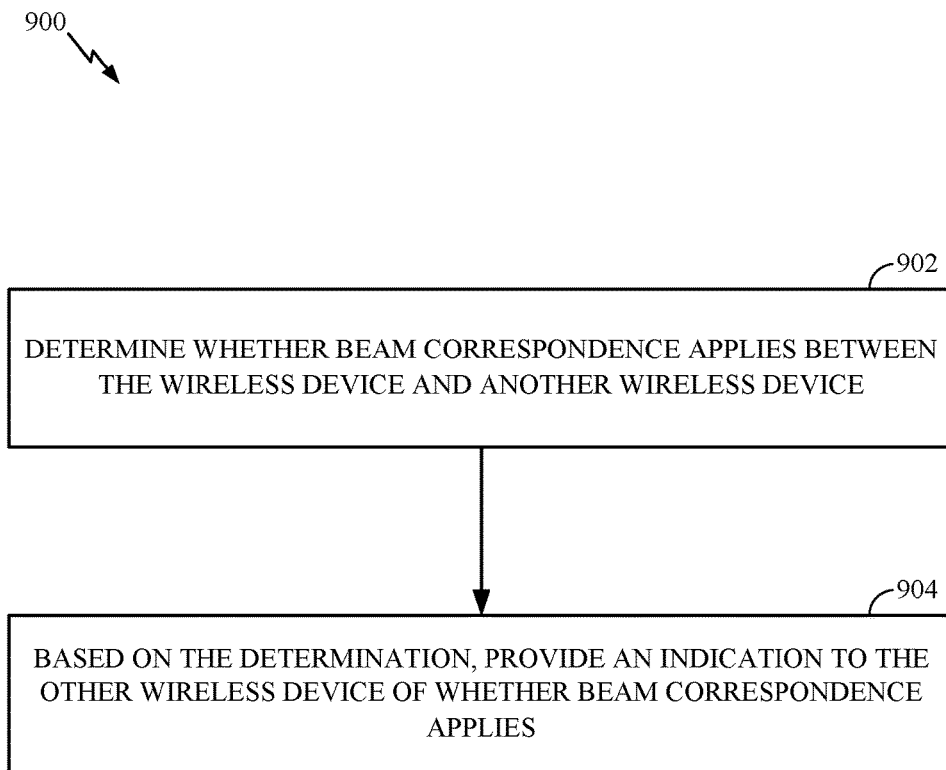 900
902
DETERMINE WHETHER BEAM CORRESPONDENCE APPLIES BETWEEN
THE WIRELESS DEVICE AND ANOTHER WIRELESS DEVICE
904
BASED ON THE DETERMINATION, PROVIDE AN INDICATION TO THE
OTHER WIRELESS DEVICE OF WHETHER BEAM CORRESPONDENCE
APPLIES